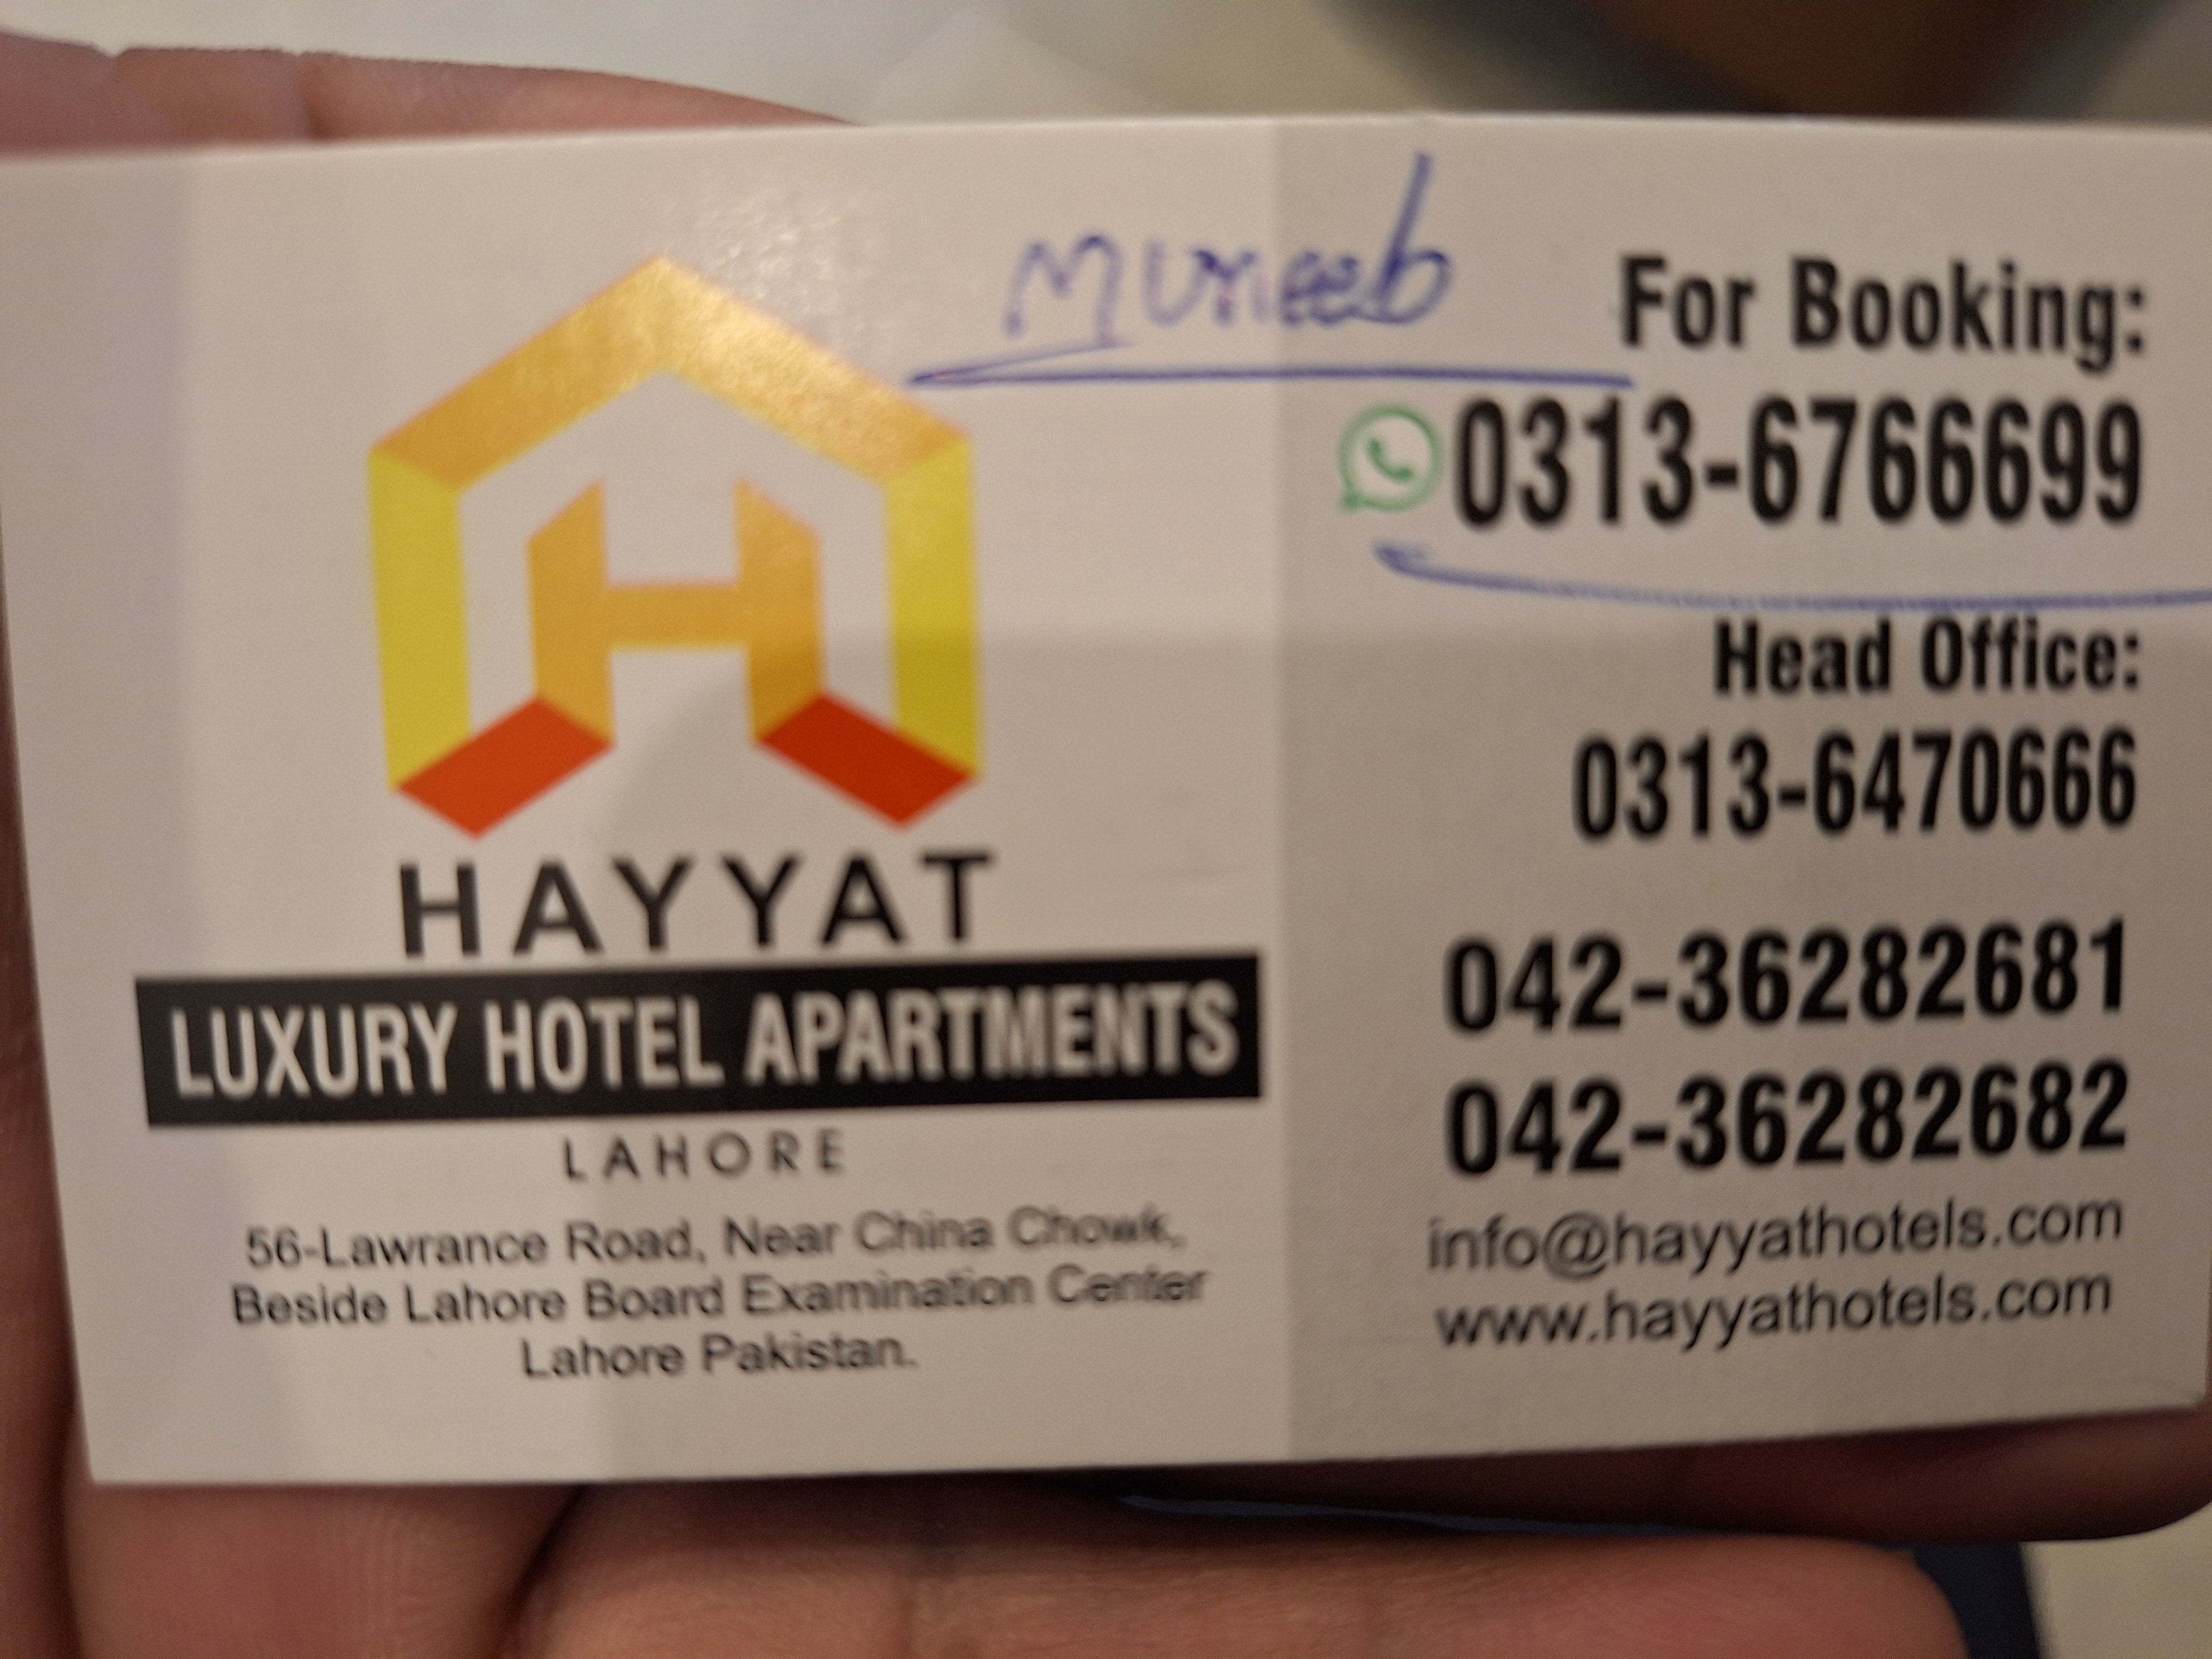 Muneeb
HAYYAT
LUXURY HOTEL APARTMENTS
LAHORE
56-Lawrance Road, Near China Chowk,
Beside Lahore Board Examination Center
Lahore Pakistan.
For Booking:
0313-6766699
Head Office:
0313-6470666
042-36282681
042-36282682
info@hayyathotels.com
www.hayyathotels.com